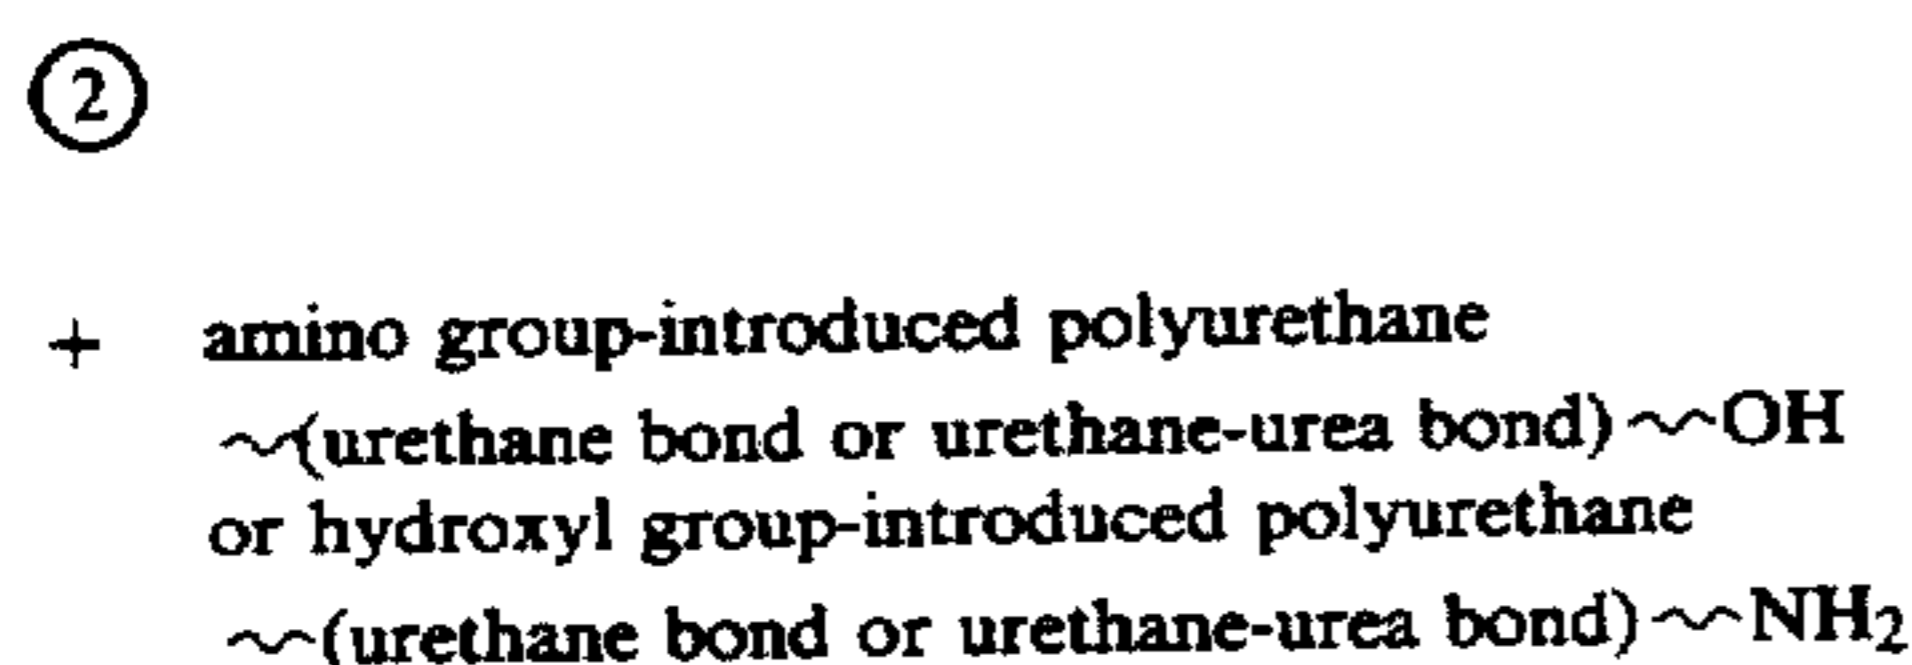 ②
+ amino group-introduced polyurethane
~~(urethane bond or urethane-urea bond)~~OH
or hydroxyl group-introduced polyurethane
~~(urethane bond or urethane-urea bond)~~NH₂